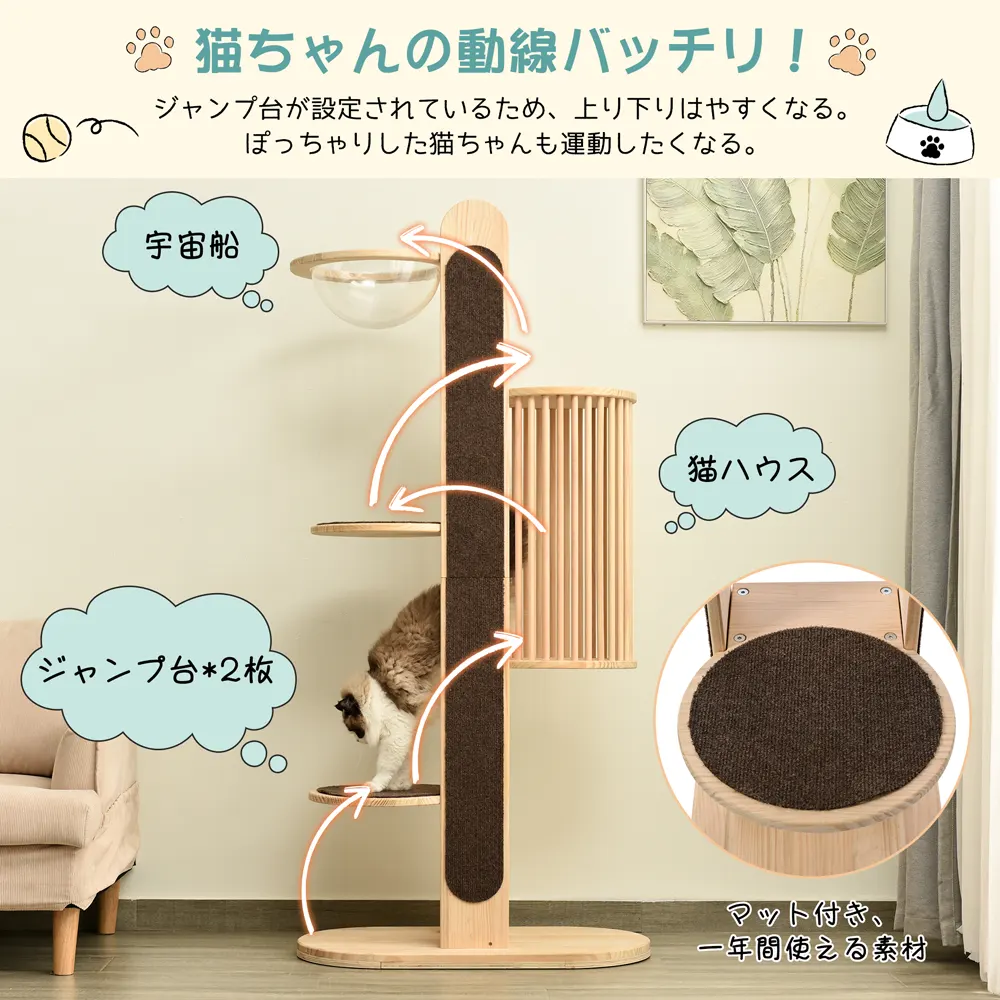 猫ちゃんの動線バッチリ！
ジャンプ台が設定されているため、上り下りはやすくなる。
ぽっちゃりした猫ちゃんも運動したくなる。
宇宙船
猫ハウス
ジャンプ台*2枚
マット付き、
一年間使える素材